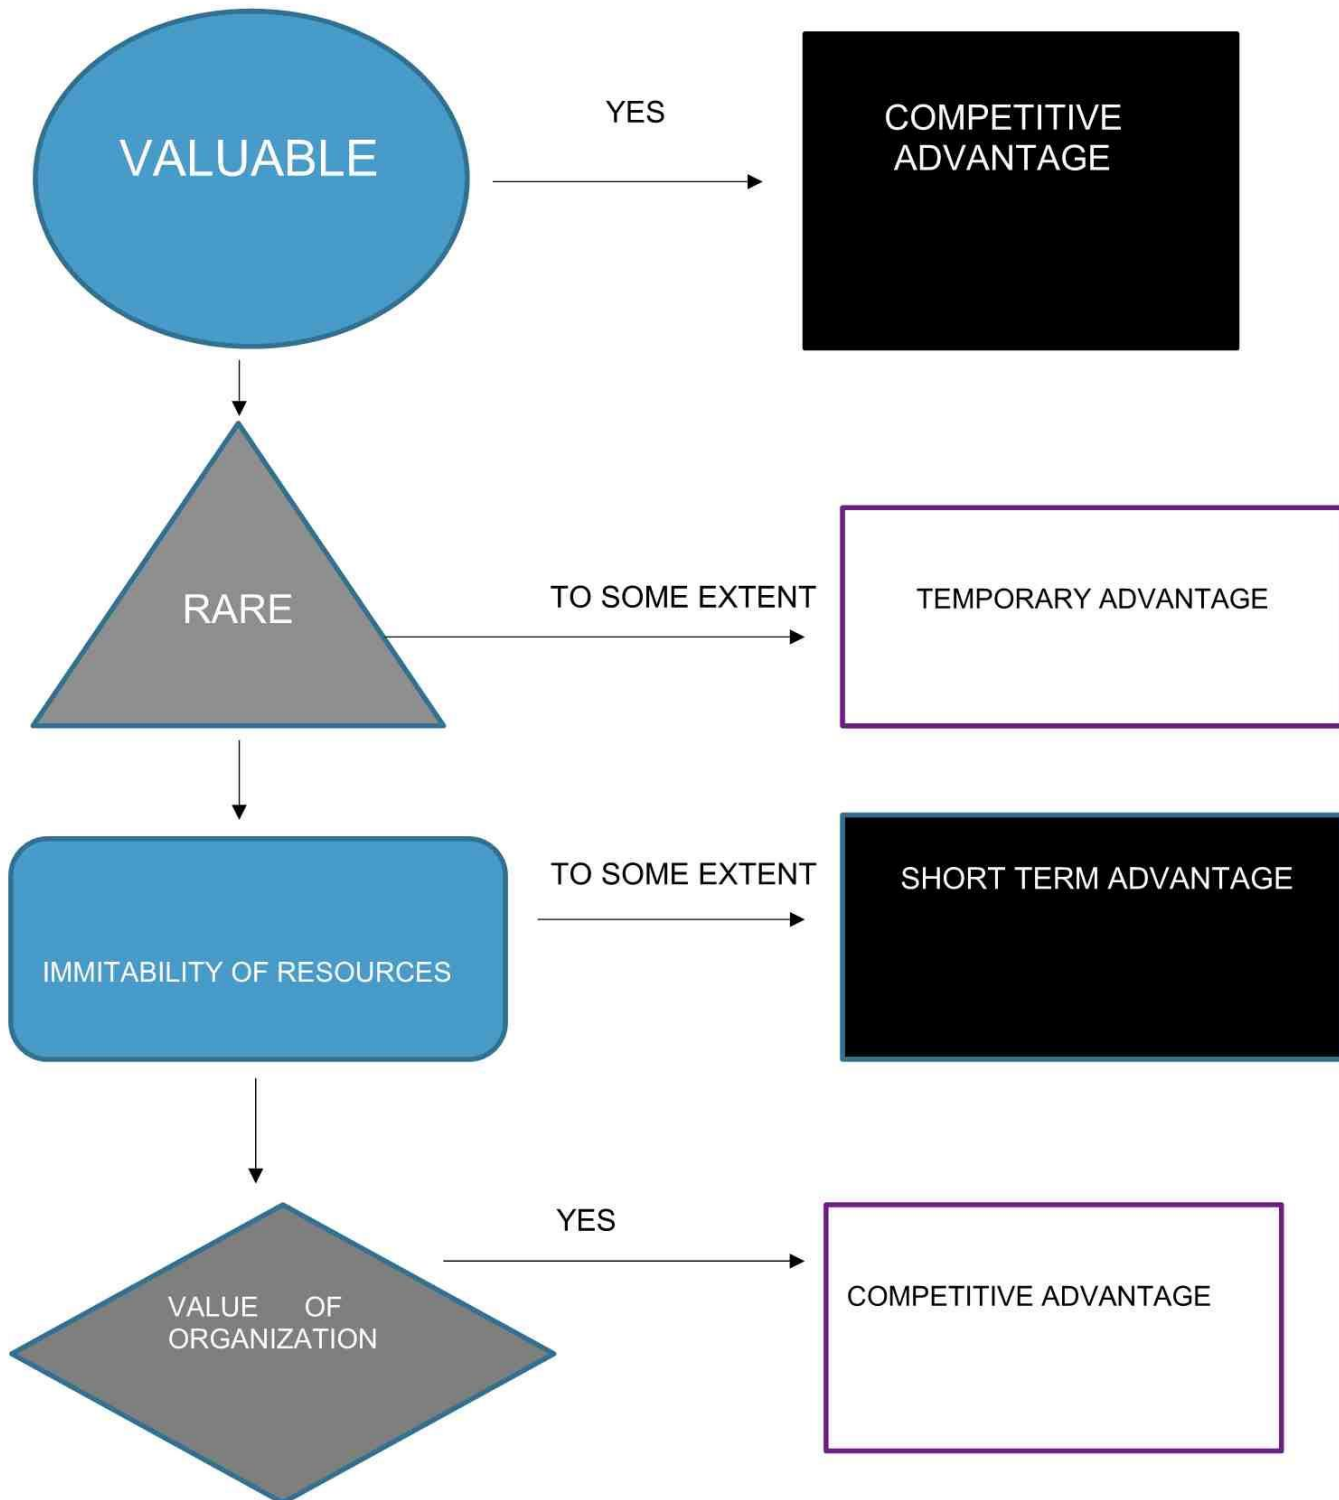 VALUABLE
YES
COMPETITIVE
ADVANTAGE
RARE
TO SOME EXTENT
TEMPORARY ADVANTAGE
IMMITABILITY OF RESOURCES
TO SOME EXTENT
SHORT TERM ADVANTAGE
VALUE OF
ORGANIZATION
YES
COMPETITIVE ADVANTAGE